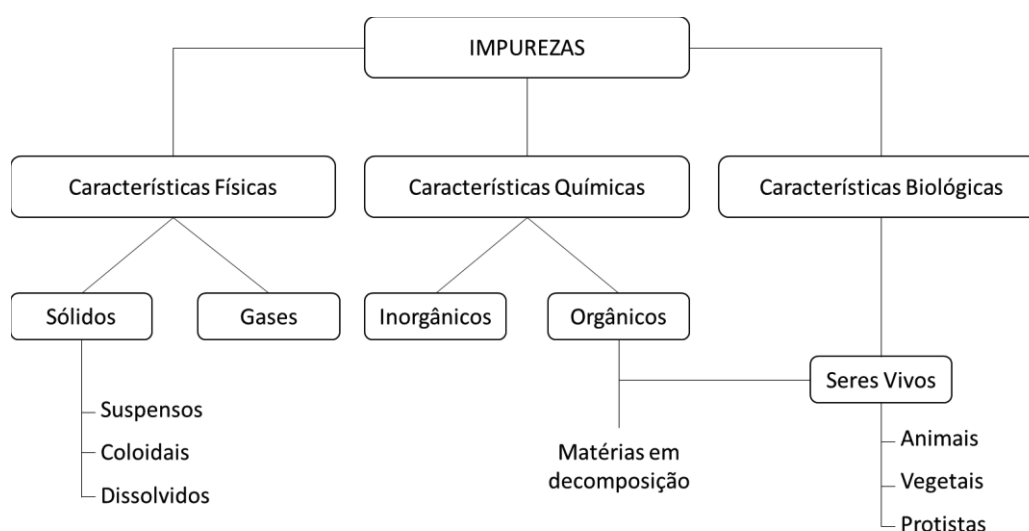 IMPUREZAS
Características Físicas
Características Químicas
Características Biológicas
Sólidos
Gases
Inorgânicos
Orgânicos
Seres Vivos
Suspensos
Coloidais
Dissolvidos
Matérias em
decomposição
Animais
Vegetais
Protistas